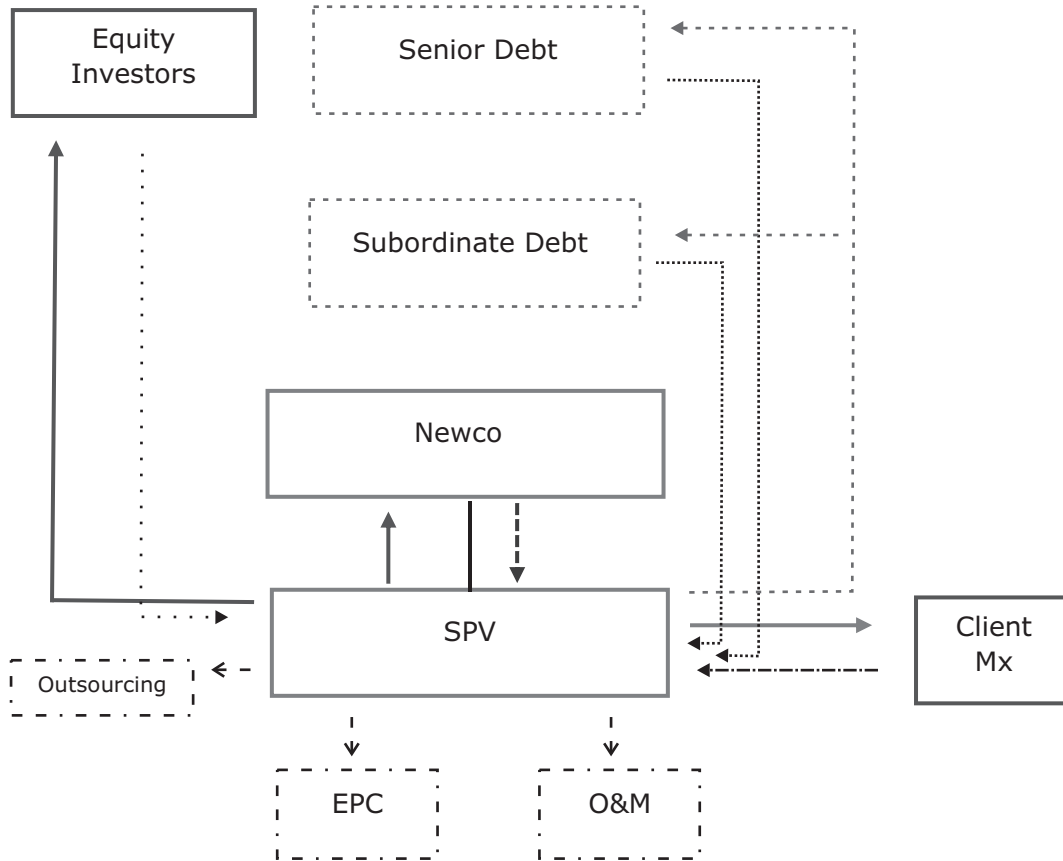 Equity
Investors
Senior Debt
Subordinate Debt
Newco
SPV
Client
Mx
Outsourcing
EPC
O&M